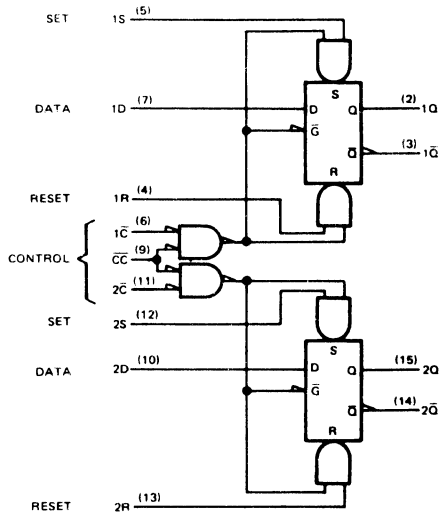 SET 1S (5)
S
DATA 1D (7) D Q (2) 1Q
G̅
Q̅ (3) 1Q̅
R
RESET 1R (4)
1C̅ (6)
CONTROL C̅C̅ (9)
2C̅ (11)
SET 2S (12)
S
DATA 2D (10) D Q (15) 2Q
G̅
Q̅ (14) 2Q̅
R
RESET 2R (13)